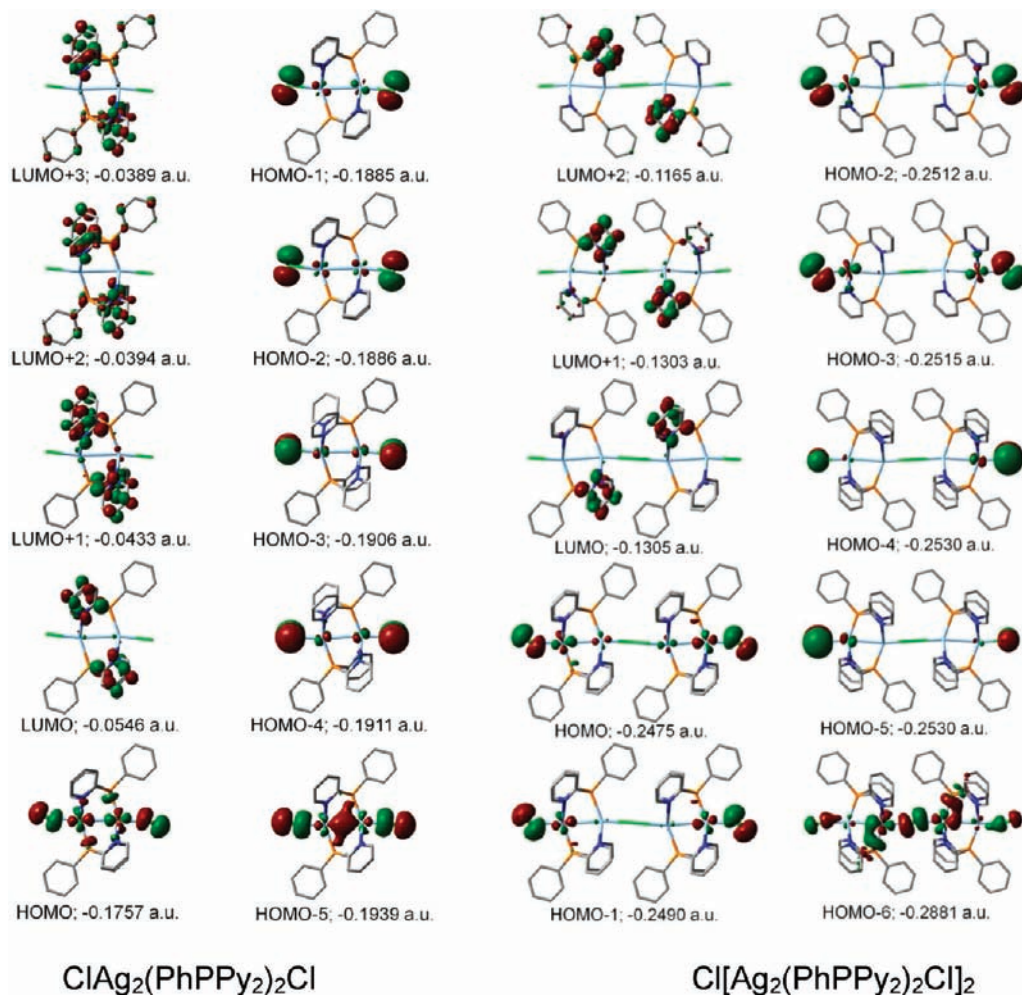 LUMO+3; -0.0389 a.u.
HOMO-1; -0.1885 a.u.
LUMO+2; -0.1165 a.u.
HOMO-2; -0.2512 a.u.
LUMO+2; -0.0394 a.u.
HOMO-2; -0.1886 a.u.
LUMO+1; -0.1303 a.u.
HOMO-3; -0.2515 a.u.
LUMO+1; -0.0433 a.u.
HOMO-3; -0.1906 a.u.
LUMO; -0.1305 a.u.
HOMO-4; -0.2530 a.u.
LUMO; -0.0546 a.u.
HOMO-4; -0.1911 a.u.
HOMO; -0.2475 a.u.
HOMO-5; -0.2530 a.u.
HOMO; -0.1757 a.u.
HOMO-5; -0.1939 a.u.
HOMO-1; -0.2490 a.u.
HOMO-6; -0.2881 a.u.
ClAg₂(PhPPy₂)₂Cl
Cl[Ag₂(PhPPy₂)₂Cl]₂